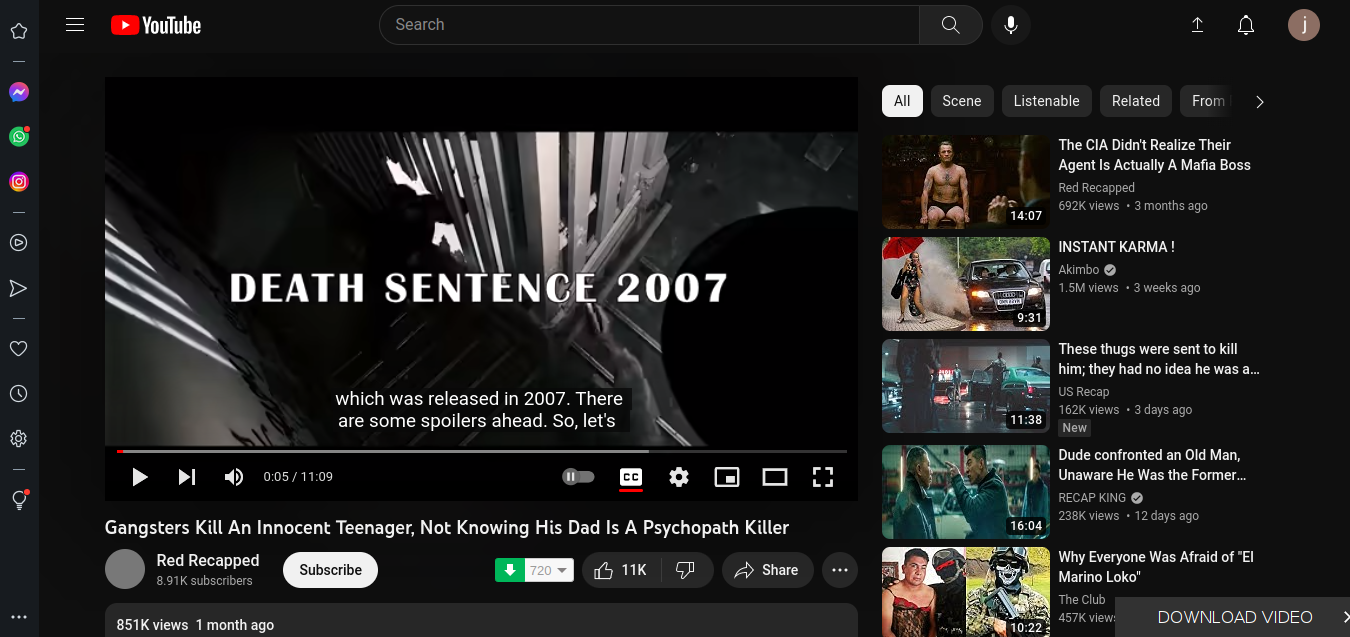 YouTube
Search
j
DEATH SENTENCE 2007
which was released in 2007. There
are some spoilers ahead. So, let's
0:05 / 11:09
CC
Gangsters Kill An Innocent Teenager, Not Knowing His Dad Is A Psychopath Killer
Red Recapped
8.91K subscribers
Subscribe
720
11K
Share
851K views 1 month ago
All
Scene
Listenable
Related
From
14:07
The CIA Didn't Realize Their
Agent Is Actually A Mafia Boss
Red Recapped
692K views • 3 months ago
9:31
INSTANT KARMA !
Akimbo
1.5M views • 3 weeks ago
11:38
These thugs were sent to kill
him; they had no idea he was a...
US Recap
162K views • 3 days ago
New
16:04
Dude confronted an Old Man,
Unaware He Was the Former...
RECAP KING
238K views • 12 days ago
10:22
Why Everyone Was Afraid of "El
Marino Loko"
The Club
457K views
DOWNLOAD VIDEO